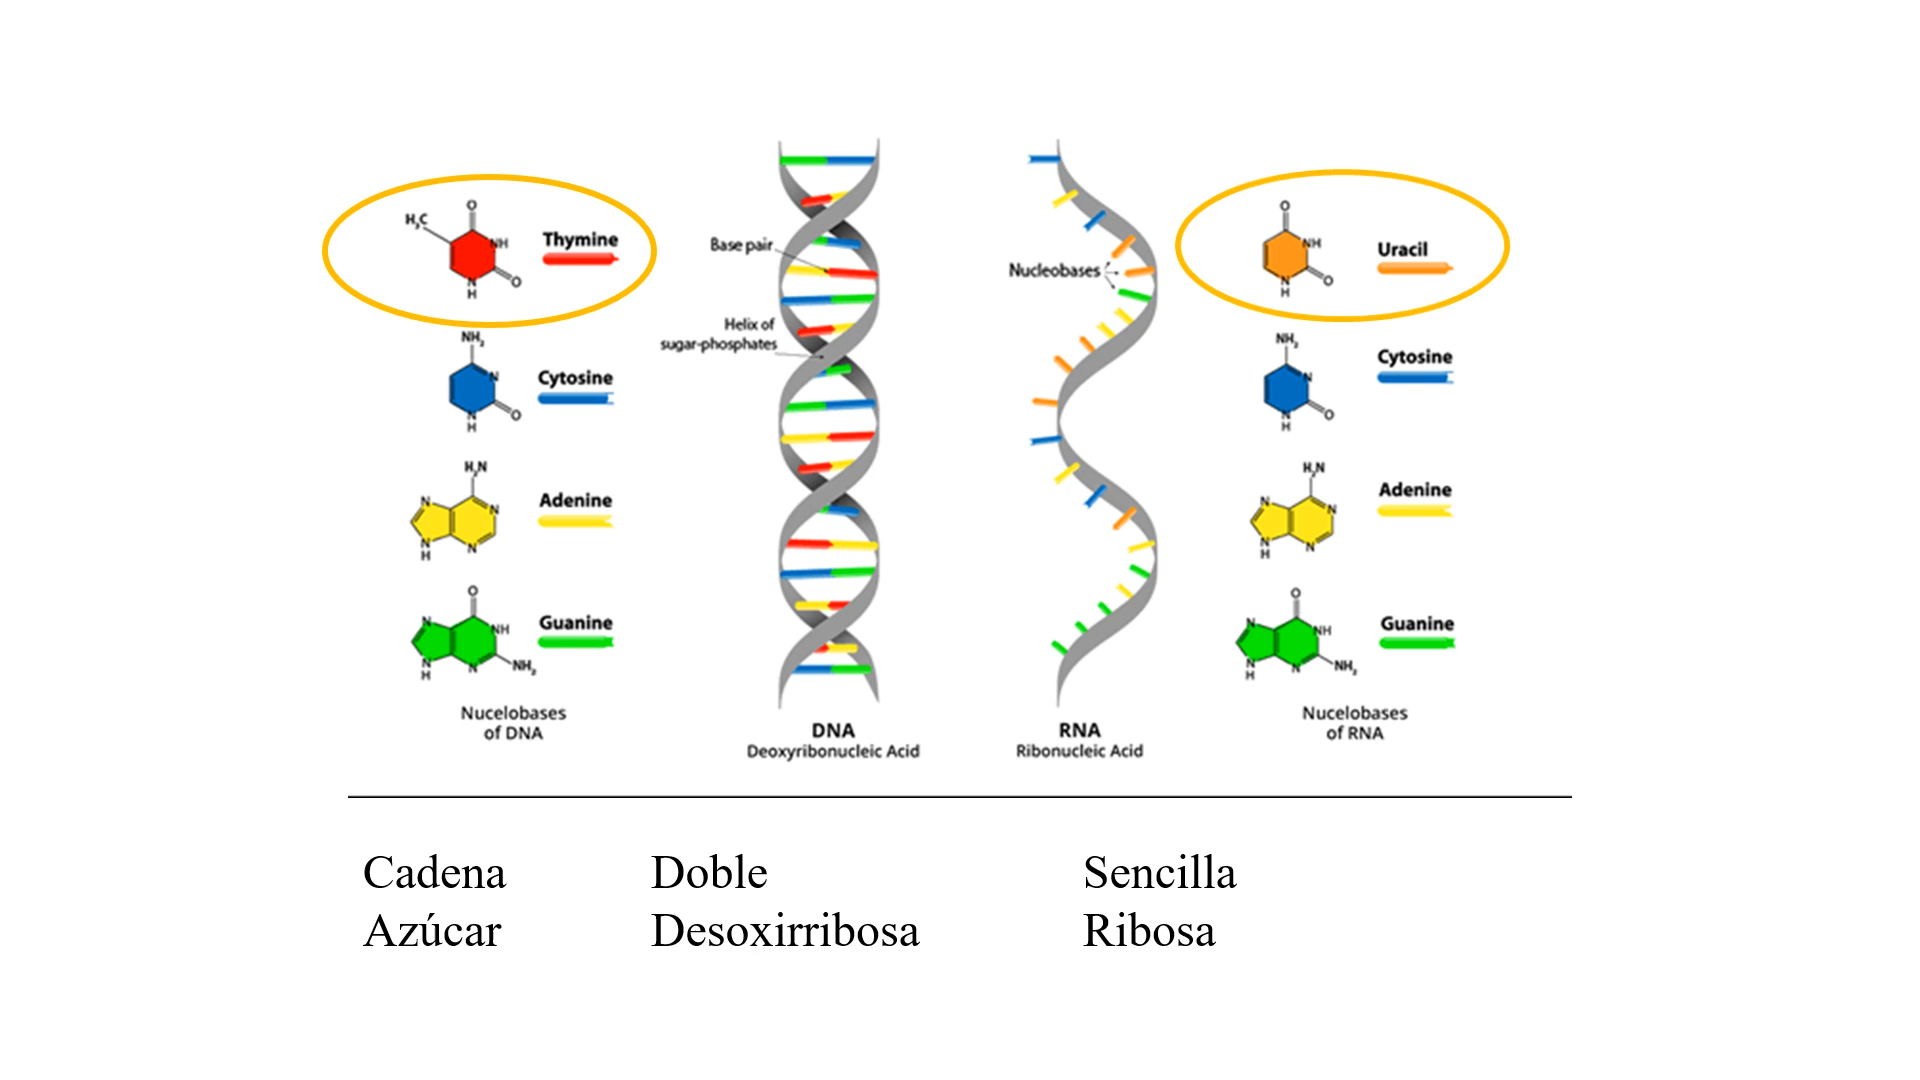 O
H₃C
NH
Thymine
O
N
H
NH₂
N
Cytosine
O
N
H
H₂N
N
N
Adenine
N
N
H
O
N
NH
Guanine
N
N
NH₂
H
Nucelobases
of DNA
Base pair
Helix of
sugar-phosphates
DNA
Deoxyribonucleic Acid
Nucleobases
RNA
Ribonucleic Acid
O
NH
Uracil
O
N
H
NH₂
N
Cytosine
O
N
H
H₂N
N
N
Adenine
N
N
H
O
N
NH
Guanine
N
N
NH₂
H
Nucelobases
of RNA
Cadena Doble Sencilla
Azúcar Desoxirribosa Ribosa